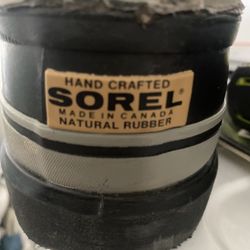 HAND CRAFTED
SOREL
MADE IN CANADA
NATURAL RUBBER